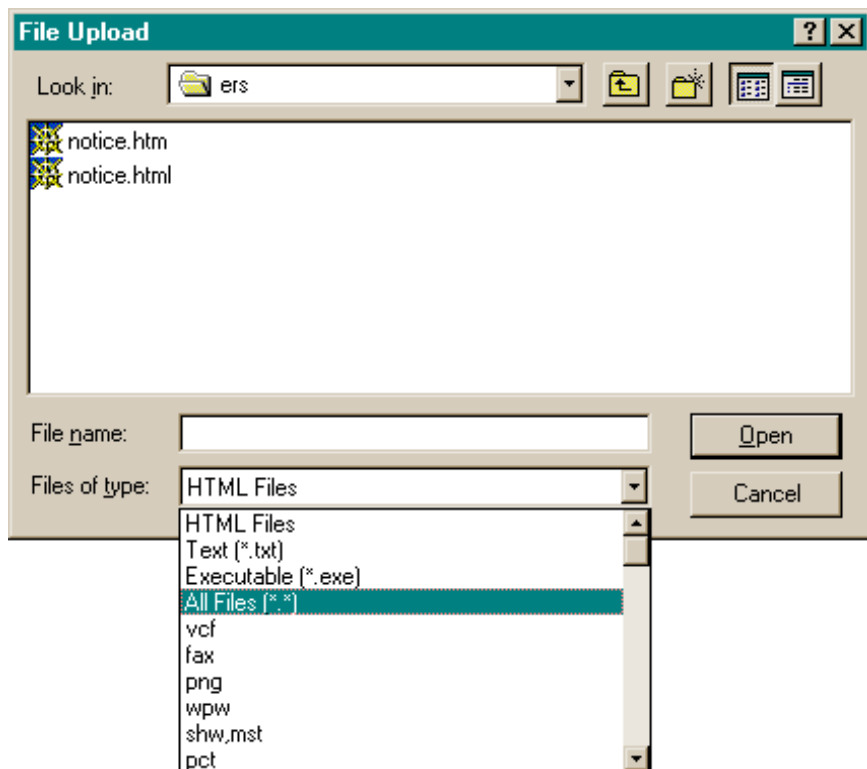 File Upload
Look in: ers
notice.htm
notice.html
File name: Open
Files of type: HTML Files Cancel
HTML Files
Text (*.txt)
Executable (*.exe)
All Files (*.*)
vcf
fax
png
wpw
shw,mst
pct